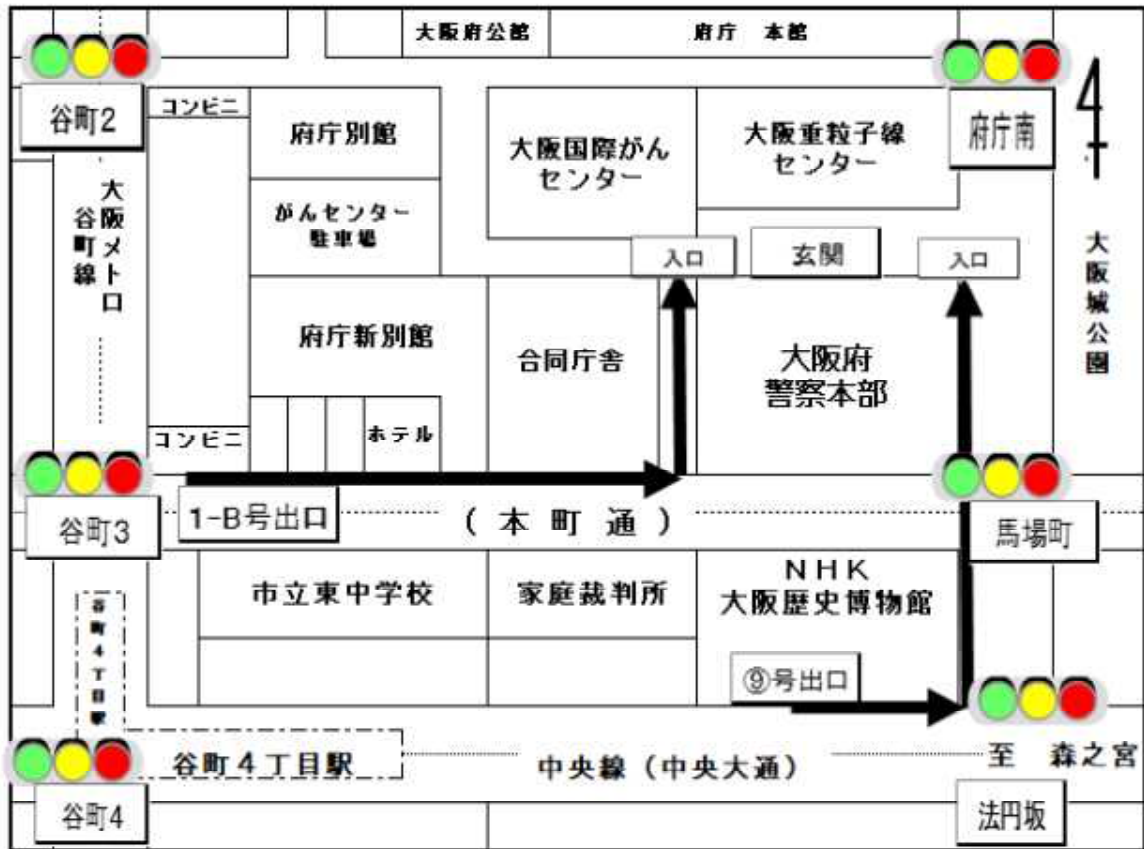 大阪府公館
府庁 本館
谷町2
コンビニ
府庁別館
大阪国際がん
センター
大阪重粒子線
センター
府庁南
4
大阪メトロ
谷町線
がんセンター
駐車場
入口
玄関
入口
大阪城公園
府庁新別館
合同庁舎
大阪府
警察本部
コンビニ
ホテル
谷町3
1-B号出口
(本町通)
馬場町
市立東中学校
家庭裁判所
NHK
大阪歴史博物館
谷町4丁目駅
⑨号出口
谷町4丁目駅
中央線(中央大通)
至 森之宮
谷町4
法円坂